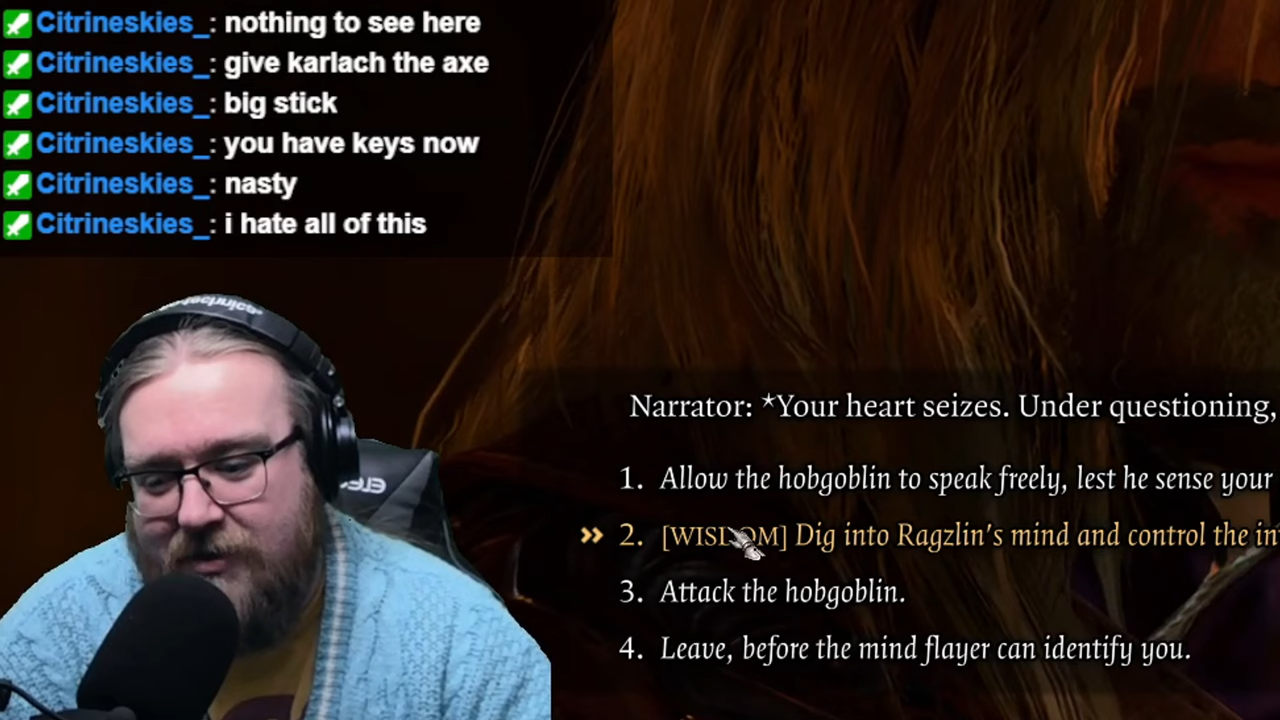 Citrineskies_: nothing to see here
Citrineskies_: give karlach the axe
Citrineskies_: big stick
Citrineskies_: you have keys now
Citrineskies_: nasty
Citrineskies_: i hate all of this
Narrator: *Your heart seizes. Under questioning,
1. Allow the hobgoblin to speak freely, lest he sense your
2. [WISDOM] Dig into Ragzlin's mind and control the in
3. Attack the hobgoblin.
4. Leave, before the mind flayer can identify you.